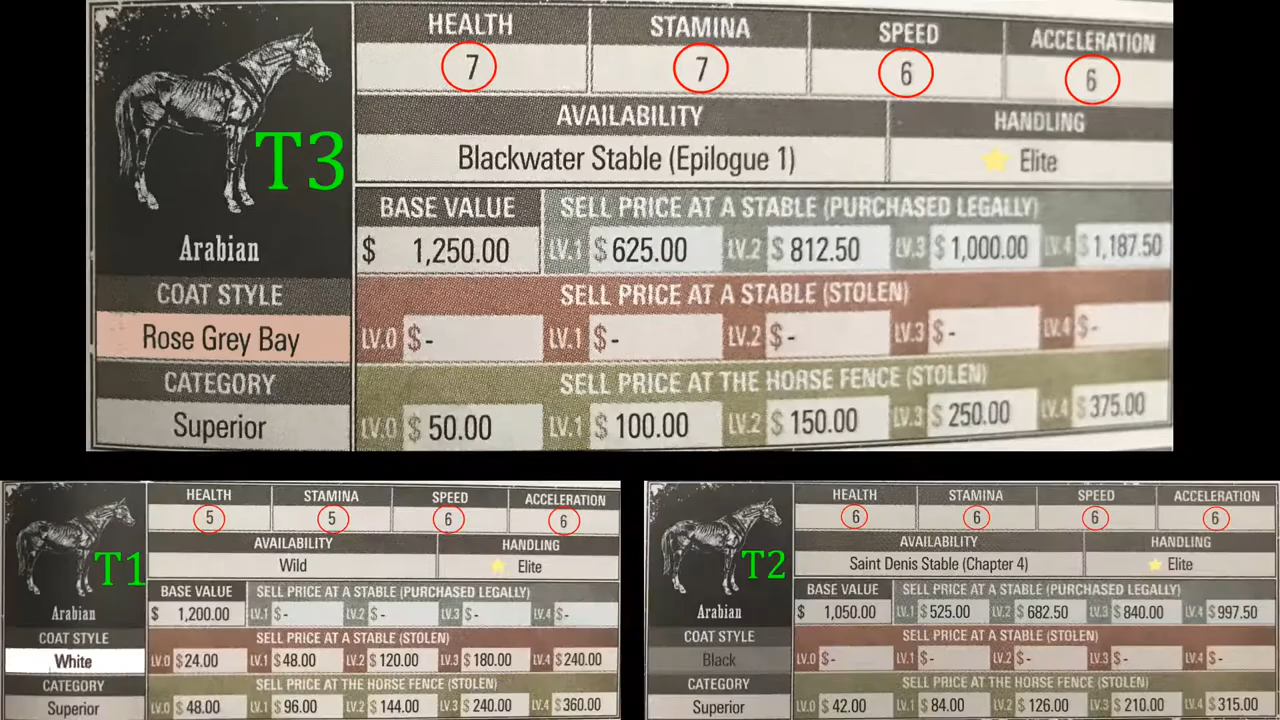 HEALTH STAMINA SPEED ACCELERATION
7 7 6 6
T3
AVAILABILITY HANDLING
Blackwater Stable (Epilogue 1) Elite
Arabian
BASE VALUE SELL PRICE AT A STABLE (PURCHASED LEGALLY)
$ 1,250.00 LV.1 $ 625.00 LV.2 $ 812.50 LV.3 $ 1,000.00 LV.4 $ 1,187.50
COAT STYLE SELL PRICE AT A STABLE (STOLEN)
Rose Grey Bay LV.0 $ - LV.1 $ - LV.2 $ - LV.3 $ - LV.4 $ -
CATEGORY SELL PRICE AT THE HORSE FENCE (STOLEN)
Superior LV.0 $ 50.00 LV.1 $ 100.00 LV.2 $ 150.00 LV.3 $ 250.00 LV.4 $ 375.00
HEALTH STAMINA SPEED ACCELERATION
5 5 6 6
AVAILABILITY HANDLING
T1
Wild Elite
Arabian
BASE VALUE SELL PRICE AT A STABLE (PURCHASED LEGALLY)
$ 1,200.00 LV.1 $ - LV.2 $ - LV.3 $ - LV.4 $ -
COAT STYLE SELL PRICE AT A STABLE (STOLEN)
White LV.0 $ 24.00 LV.1 $ 48.00 LV.2 $ 120.00 LV.3 $ 180.00 LV.4 $ 240.00
CATEGORY SELL PRICE AT THE HORSE FENCE (STOLEN)
Superior LV.0 $ 48.00 LV.1 $ 96.00 LV.2 $ 144.00 LV.3 $ 240.00 LV.4 $ 360.00
HEALTH STAMINA SPEED ACCELERATION
6 6 6 6
AVAILABILITY HANDLING
T2
Saint Denis Stable (Chapter 4) Elite
Arabian
BASE VALUE SELL PRICE AT A STABLE (PURCHASED LEGALLY)
$ 1,050.00 LV.1 $ 525.00 LV.2 $ 682.50 LV.3 $ 840.00 LV.4 $ 997.50
COAT STYLE SELL PRICE AT A STABLE (STOLEN)
Black LV.0 $ - LV.1 $ - LV.2 $ - LV.3 $ - LV.4 $ -
CATEGORY SELL PRICE AT THE HORSE FENCE (STOLEN)
Superior LV.0 $ 42.00 LV.1 $ 84.00 LV.2 $ 126.00 LV.3 $ 210.00 LV.4 $ 315.00